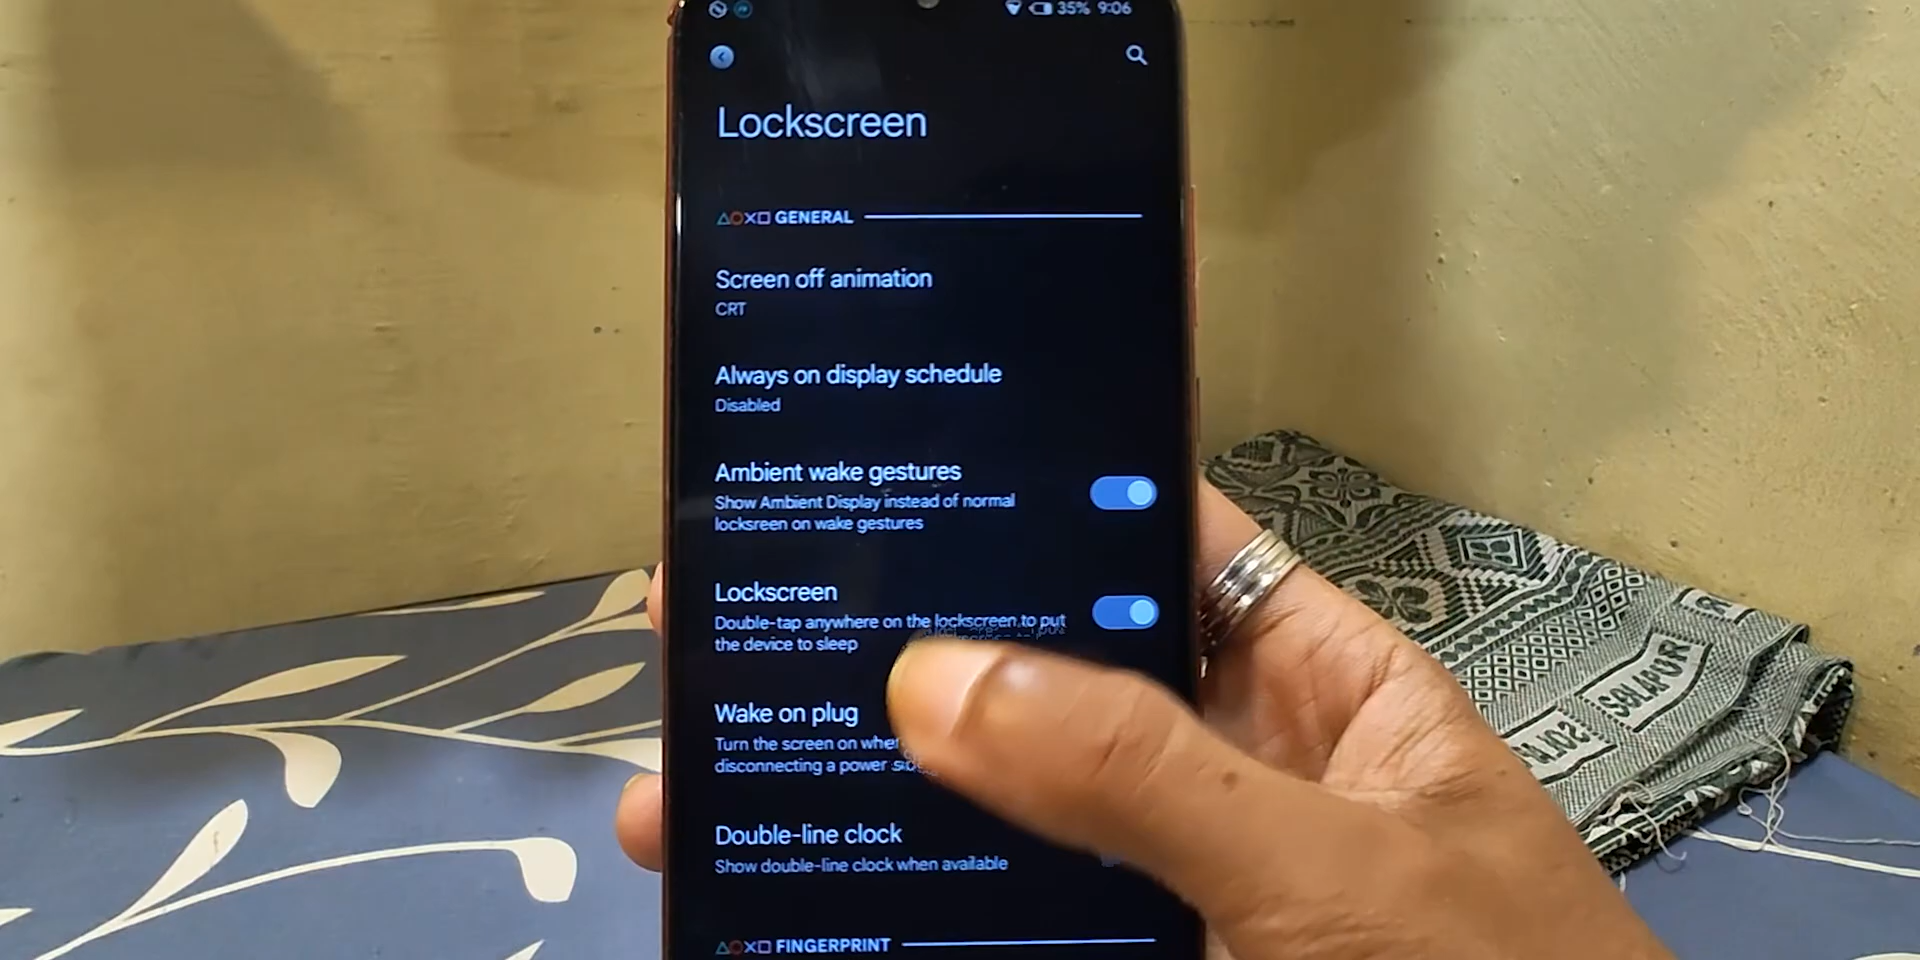 35% 9:06
Lockscreen
GENERAL
Screen off animation
CRT
Always on display schedule
Disabled
Ambient wake gestures
Show Ambient Display instead of normal
locksreen on wake gestures
Lockscreen
Double-tap anywhere on the lockscreen to put
the device to sleep
Wake on plug
Turn the screen on
disconnecting a power
Double-line clock
Show double-line clock when available
FINGERPRINT
SOLAPUR